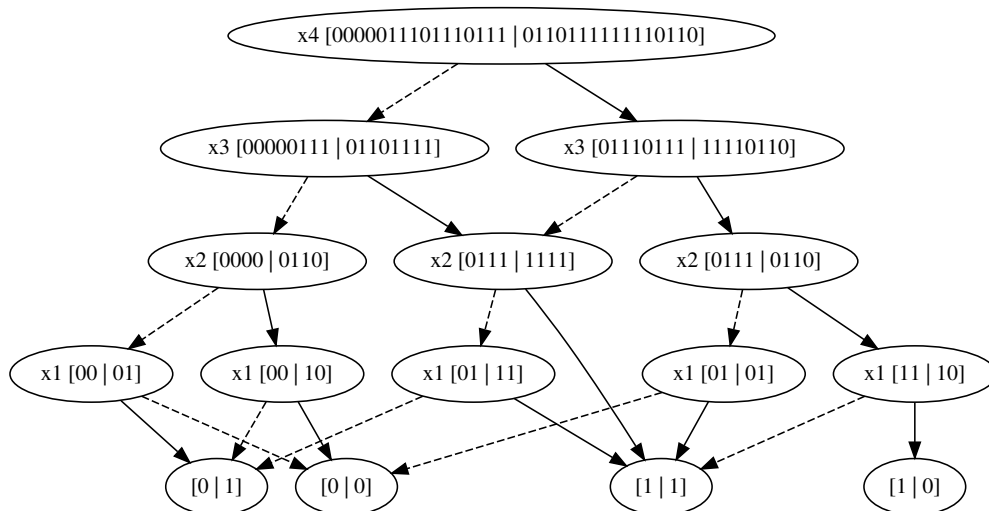 x4 [0000011101110111 | 0110111111110110]
x3 [00000111 | 01101111]
x3 [01110111 | 11110110]
x2 [0000 | 0110]
x2 [0111 | 1111]
x2 [0111 | 0110]
x1 [00 | 01]
x1 [00 | 10]
x1 [01 | 11]
x1 [01 | 01]
x1 [11 | 10]
[0 | 1]
[0 | 0]
[1 | 1]
[1 | 0]